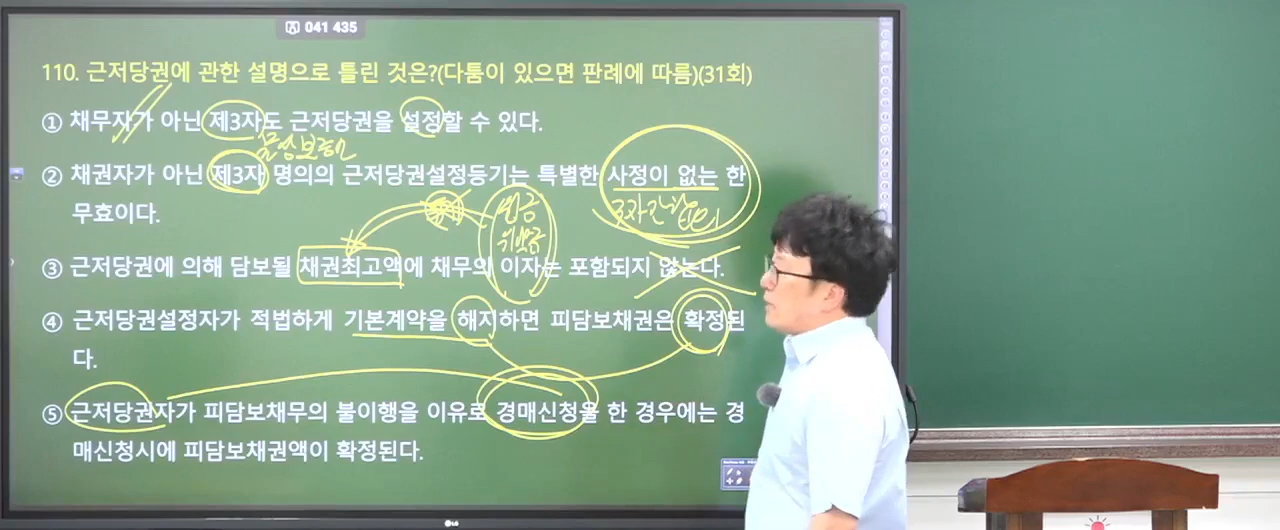 041 435
110. 근저당권에 관한 설명으로 틀린 것은?(다툼이 있으면 판례에 따름)(31회)
① 채무자가 아닌 제3자도 근저당권을 설정할 수 있다.
물상보증인
② 채권자가 아닌 제3자 명의의 근저당권설정등기는 특별한 사정이 없는 한
무효이다.
3자간 합의
원금
위약금
③ 근저당권에 의해 담보될 채권최고액에 채무의 이자는 포함되지 않는다.
④ 근저당권설정자가 적법하게 기본계약을 해지하면 피담보채권은 확정된
다.
⑤ 근저당권자가 피담보채무의 불이행을 이유로 경매신청을 한 경우에는 경
매신청시에 피담보채권액이 확정된다.
LG